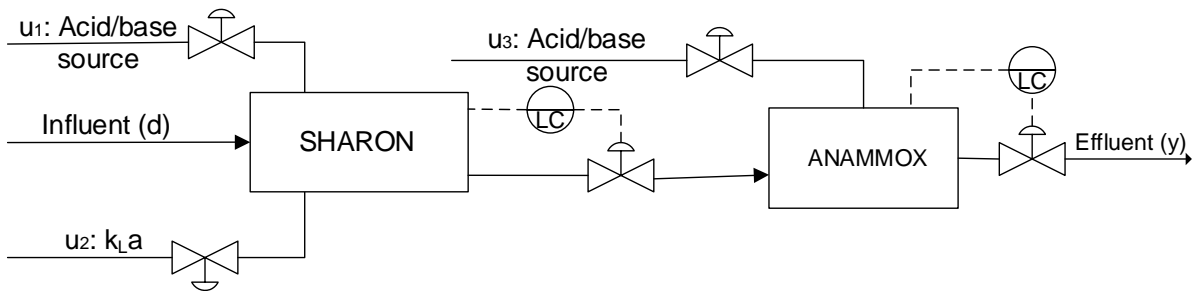 u₁: Acid/base
source
u₃: Acid/base
source
LC
LC
Influent (d)
SHARON
ANAMMOX
Effluent (y)
u₂: kLa